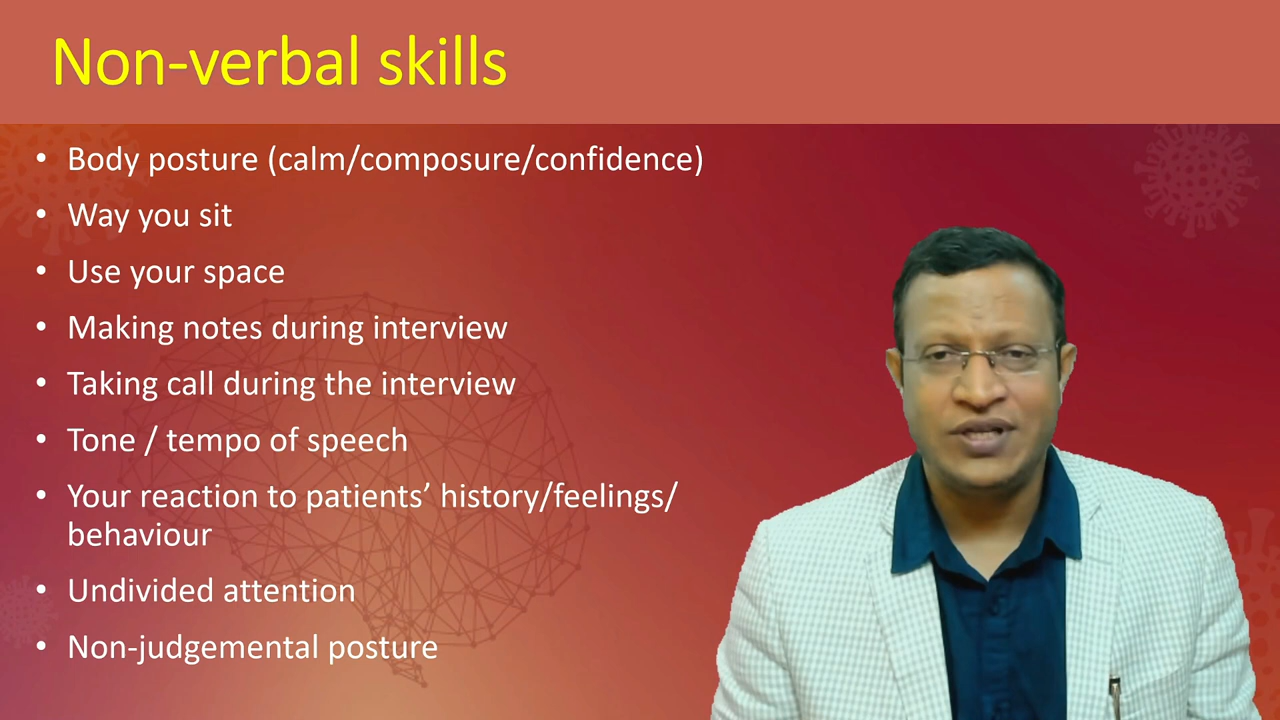 Non-verbal skills
• Body posture (calm/composure/confidence)
• Way you sit
• Use your space
• Making notes during interview
• Taking call during the interview
• Tone / tempo of speech
• Your reaction to patients’ history/feelings/
behaviour
• Undivided attention
• Non-judgemental posture